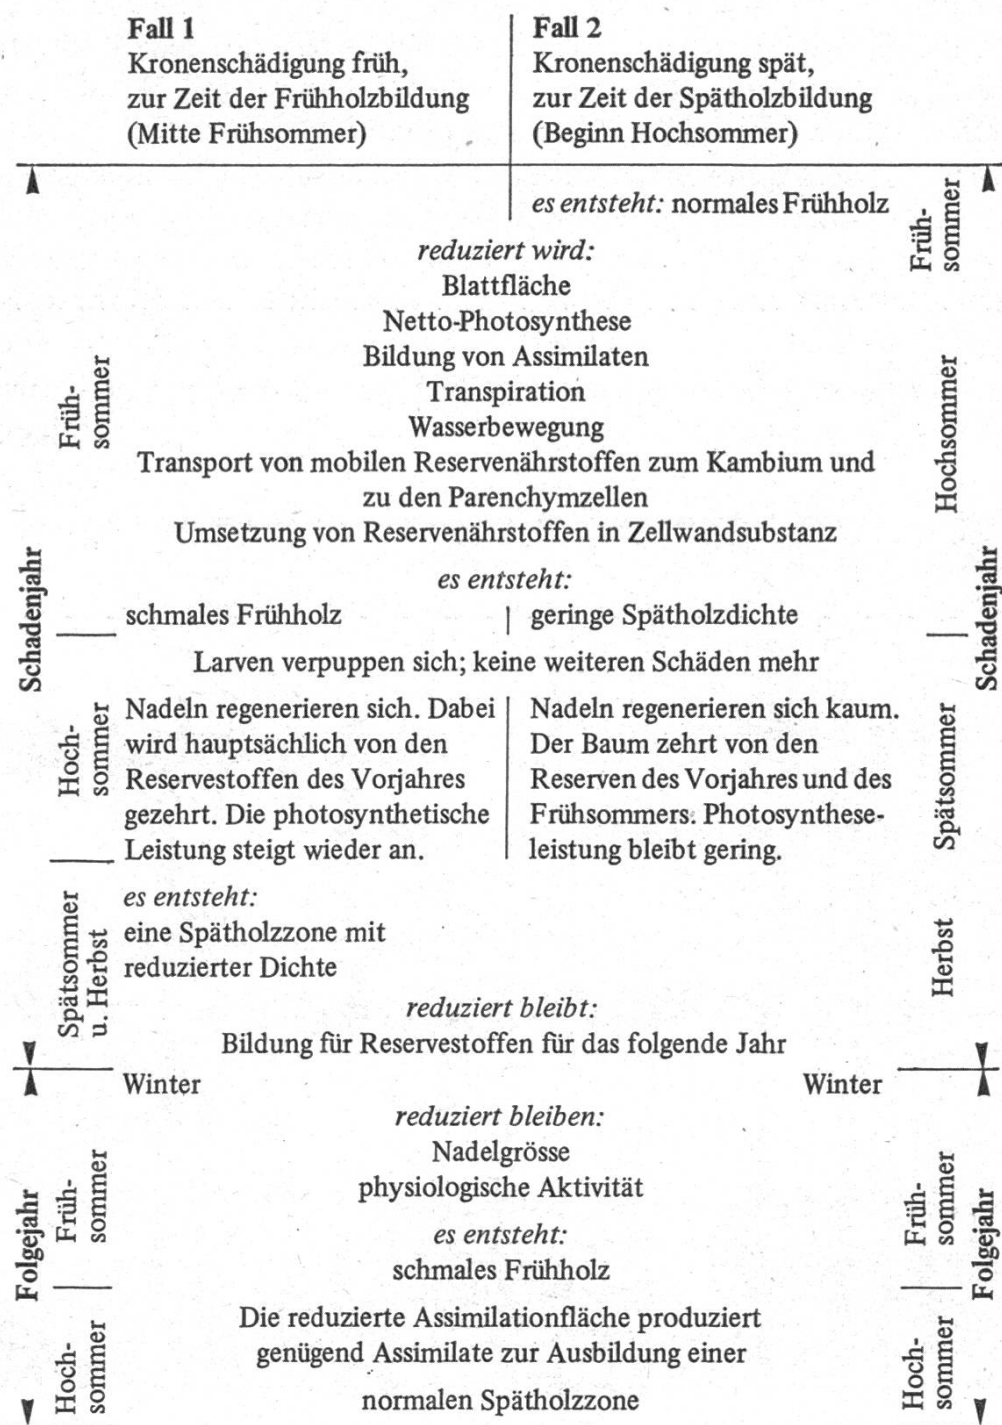 Fall 1
Kronenschädigung früh,
zur Zeit der Frühholzbildung
(Mitte Frühsommer)
Fall 2
Kronenschädigung spät,
zur Zeit der Spätholzbildung
(Beginn Hochsommer)
es entsteht: normales Frühholz
Früh-
sommer
reduziert wird:
Blattfläche
Netto-Photosynthese
Bildung von Assimilaten
Transpiration
Wasserbewegung
Transport von mobilen Reservenährstoffen zum Kambium und
zu den Parenchymzellen
Umsetzung von Reservenährstoffen in Zellwandsubstanz
Früh-
sommer
Hochsommer
es entsteht:
schmales Frühholz
geringe Spätholzdichte
Schadenjahr
Schadenjahr
Larven verpuppen sich; keine weiteren Schäden mehr
Hoch-
sommer
Nadeln regenerieren sich. Dabei
wird hauptsächlich von den
Reservestoffen des Vorjahres
gezehrt. Die photosynthetische
Leistung steigt wieder an.
Nadeln regenerieren sich kaum.
Der Baum zehrt von den
Reserven des Vorjahres und des
Frühsommers. Photosynthese-
leistung bleibt gering.
Spätsommer
Spätsommer
u. Herbst
es entsteht:
eine Spätholzzone mit
reduzierter Dichte
Herbst
reduziert bleibt:
Bildung für Reservestoffen für das folgende Jahr
Winter
Winter
reduziert bleiben:
Nadelgrösse
physiologische Aktivität
es entsteht:
schmales Frühholz
Folgejahr
Früh-
sommer
Früh-
sommer
Folgejahr
Die reduzierte Assimilationfläche produziert
genügend Assimilate zur Ausbildung einer
normalen Spätholzzone
Hoch-
sommer
Hoch-
sommer